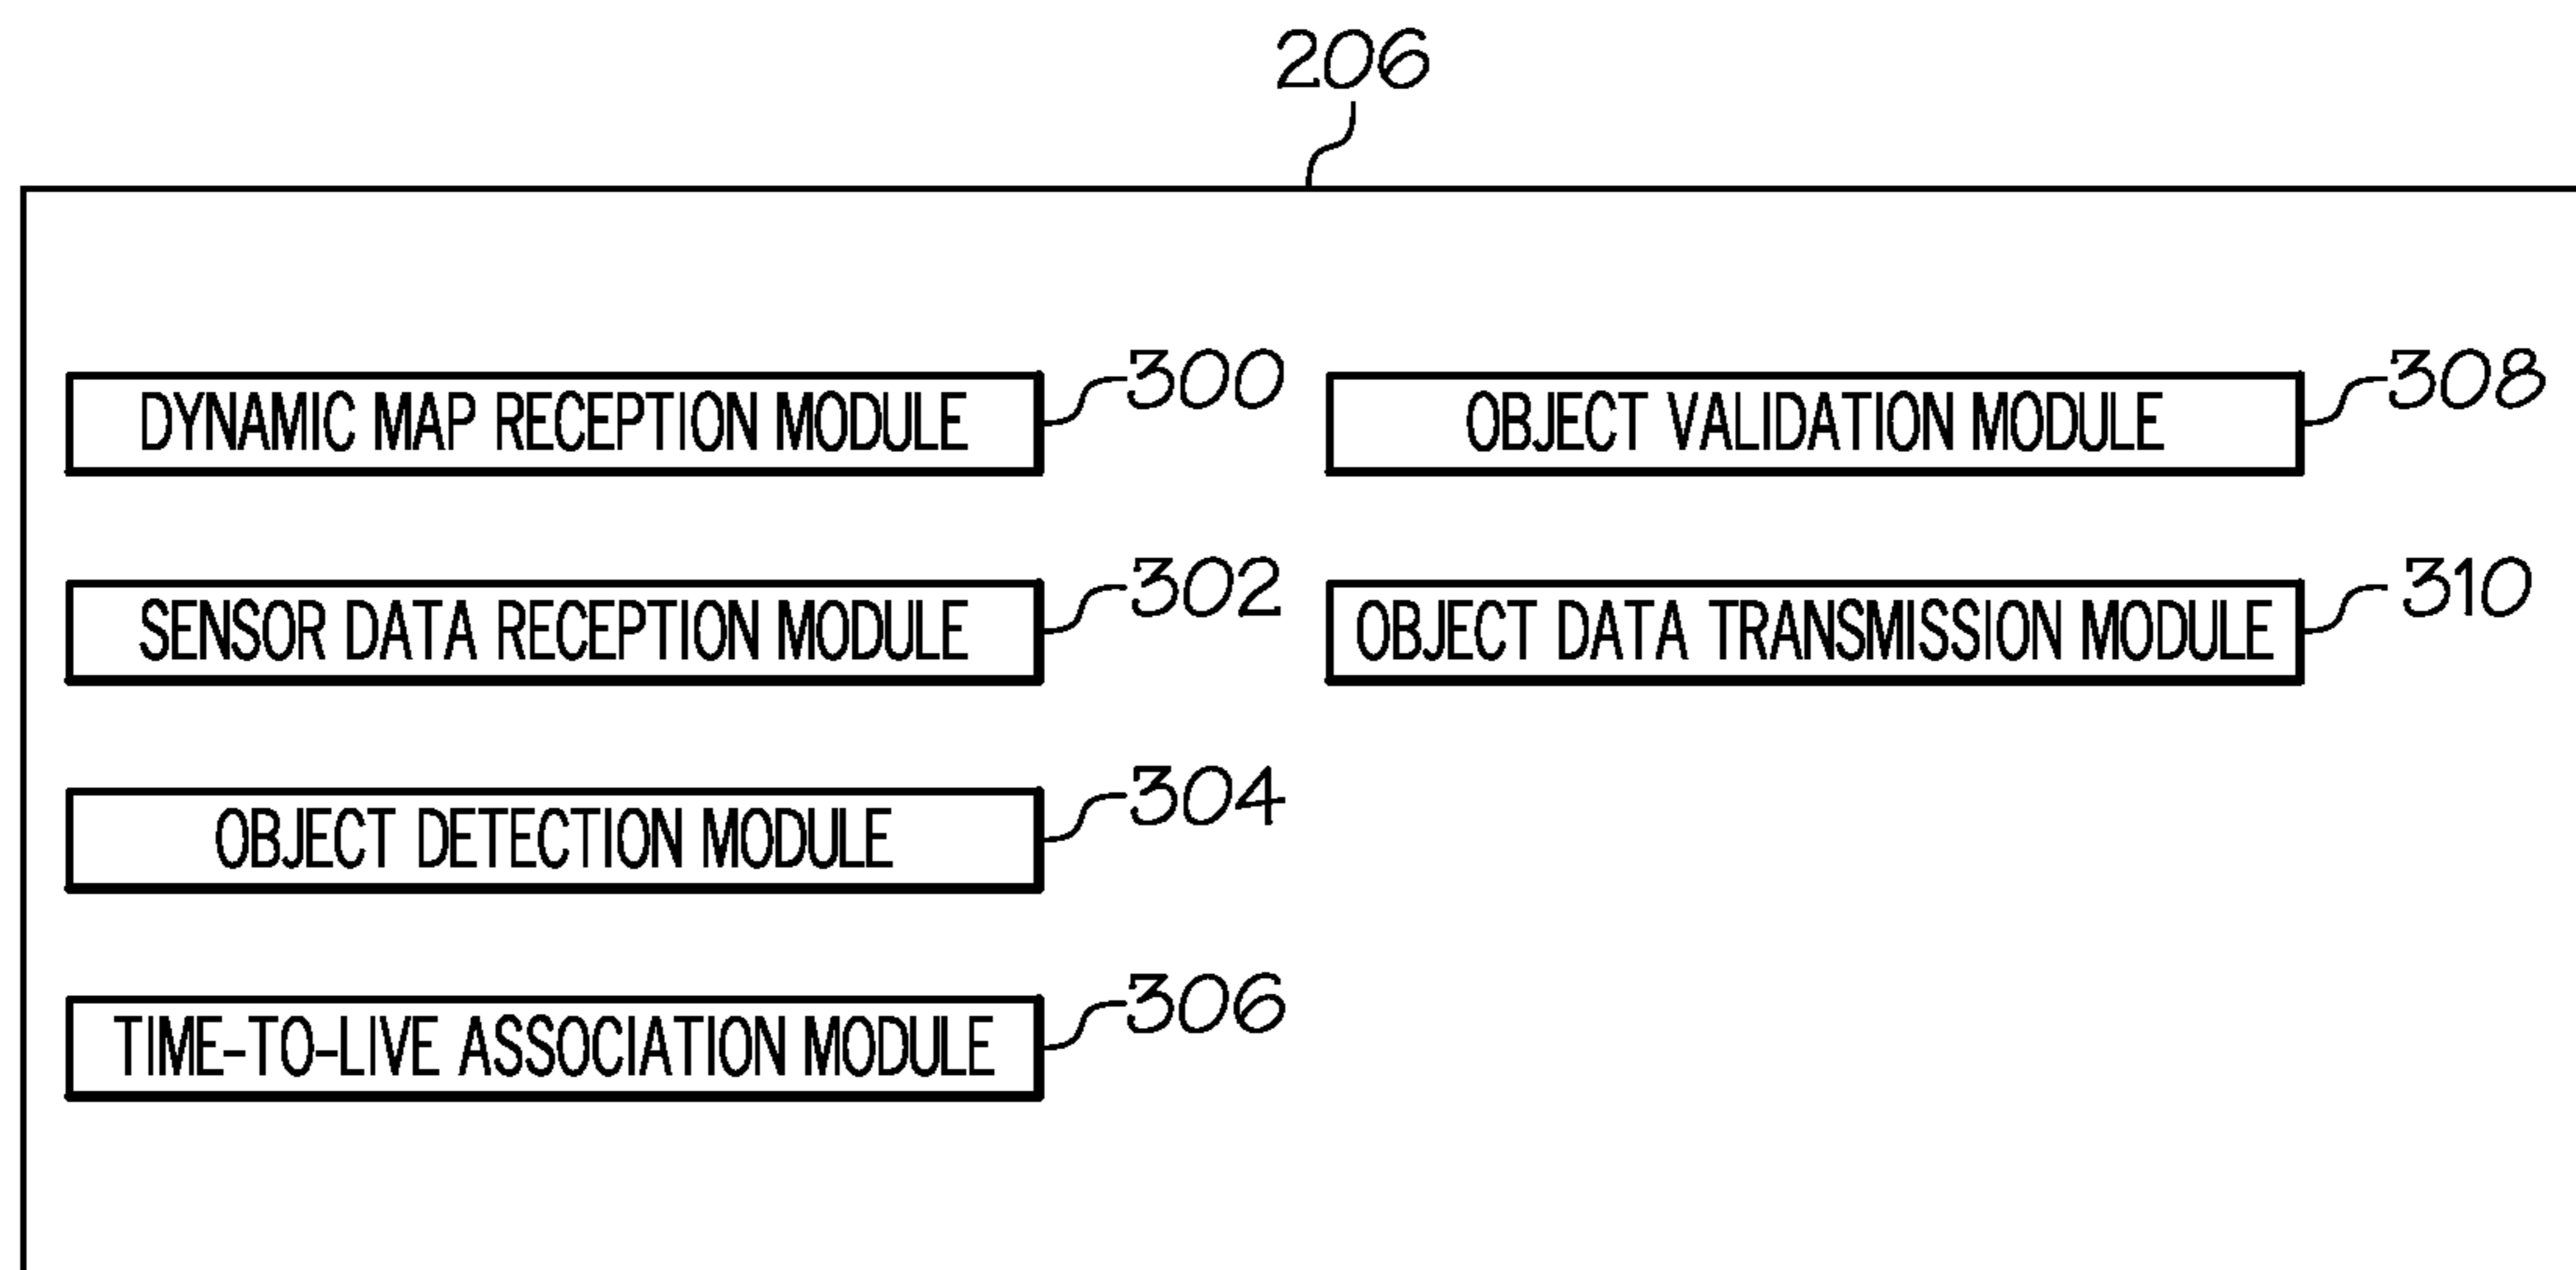 206
DYNAMIC MAP RECEPTION MODULE
300
SENSOR DATA RECEPTION MODULE
302
OBJECT DETECTION MODULE
304
TIME-TO-LIVE ASSOCIATION MODULE
306
OBJECT VALIDATION MODULE
308
OBJECT DATA TRANSMISSION MODULE
310